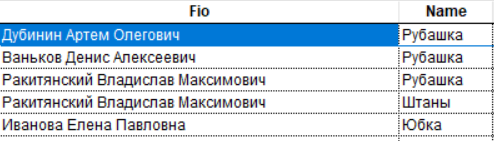 Fio Name
Дубинин Артем Олегович Рубашка
Ваньков Денис Алексеевич Рубашка
Ракитянский Владислав Максимович Рубашка
Ракитянский Владислав Максимович Штаны
Иванова Елена Павловна Юбка